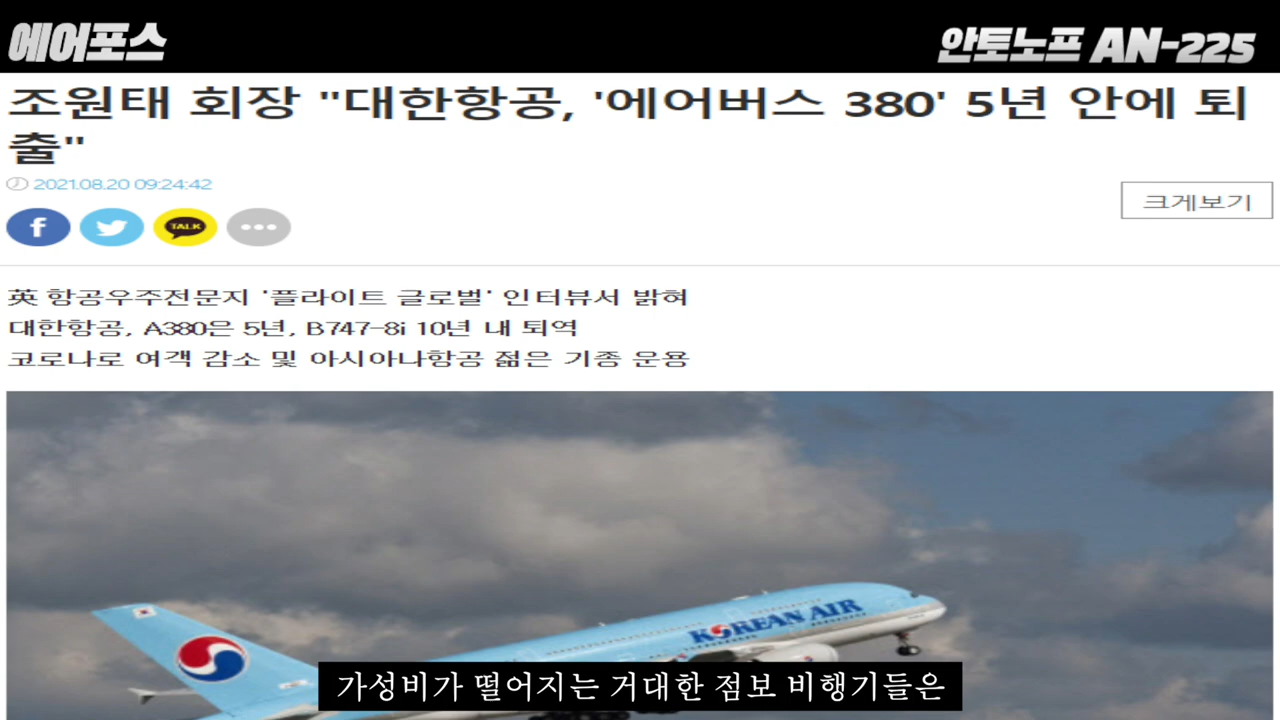 에어포스
안토노프 AN-225
조원태 회장 "대한항공, '에어버스 380' 5년 안에 퇴
출"
2021.08.20 09:24:42
크게보기
f
TALK
英 항공우주전문지 '플라이트 글로벌' 인터뷰서 밝혀
대한항공, A380은 5년, B747-8i 10년 내 퇴역
코로나로 여객 감소 및 아시아나항공 젊은 기종 운용
KOREAN AIR
가성비가 떨어지는 거대한 점보 비행기들은